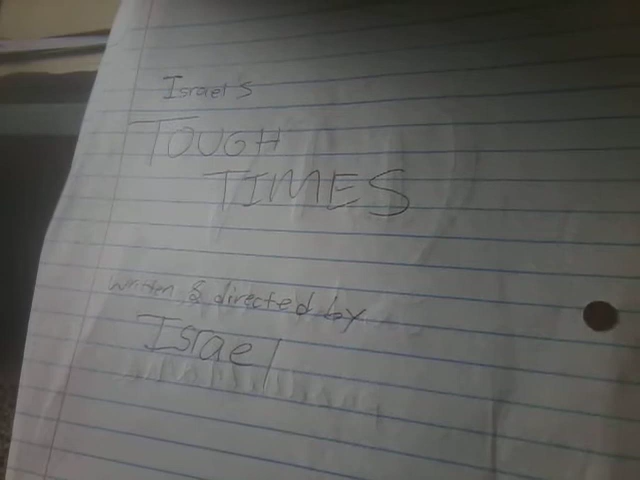 Israel S
TOUGH
TIMES
written & directed by
Israel